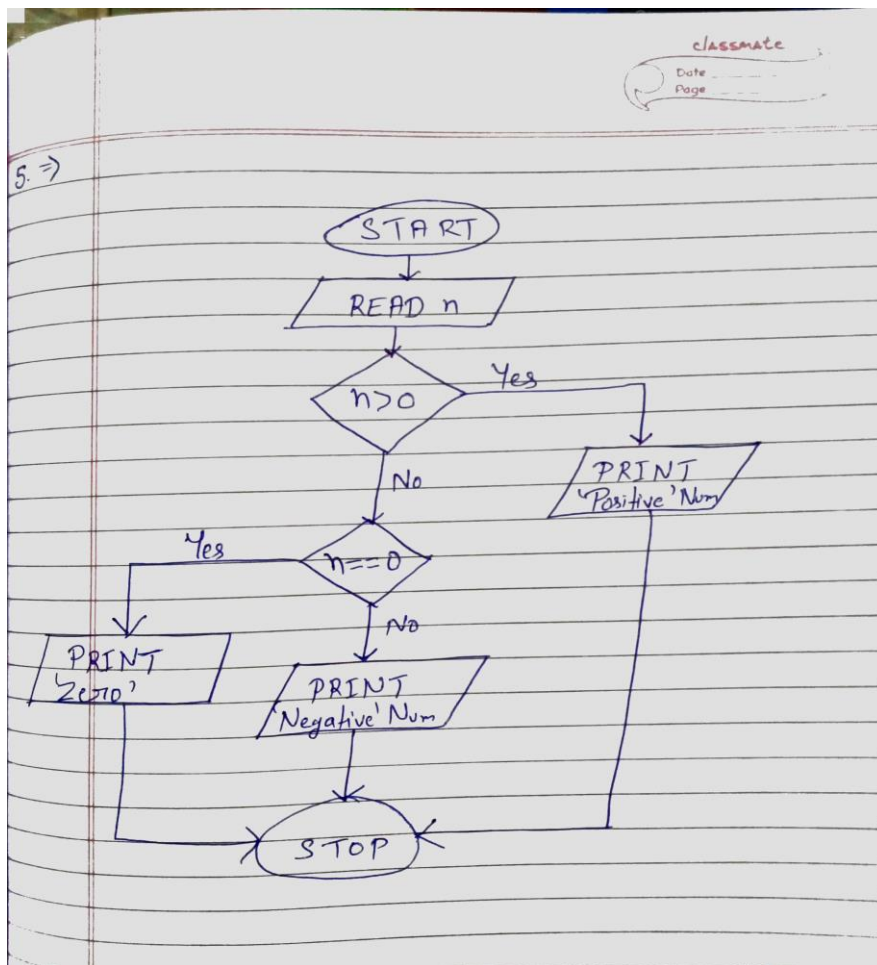 classmate
Date
Page
5. =>
START
READ n
n>0
Yes
PRINT
'Positive' Num
No
n==0
Yes
No
PRINT
'Zero'
PRINT
'Negative' Num
STOP